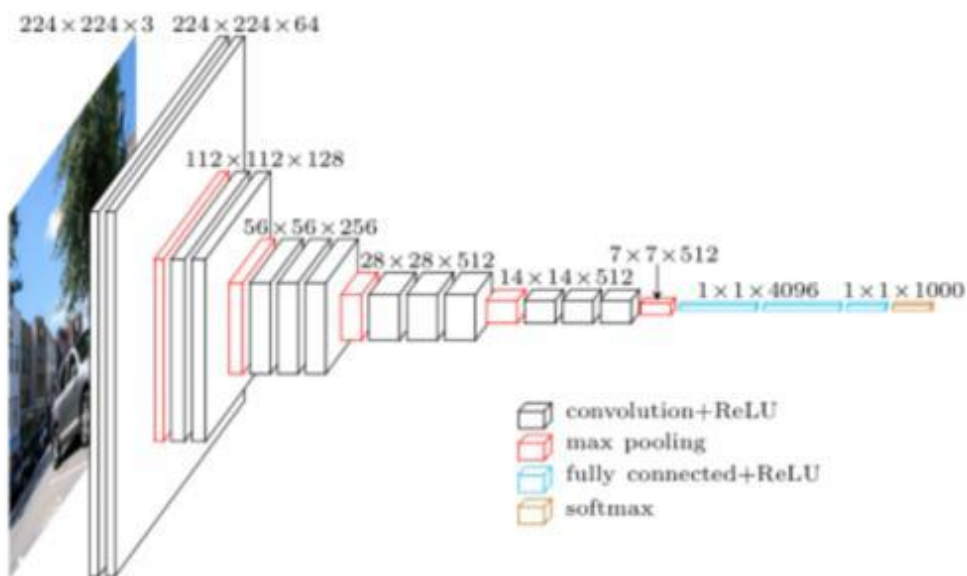 224×224×3
224×224×64
112×112×128
56×56×256
28×28×512
14×14×512
7×7×512
1×1×4096
1×1×1000
convolution+ReLU
max pooling
fully connected+ReLU
softmax